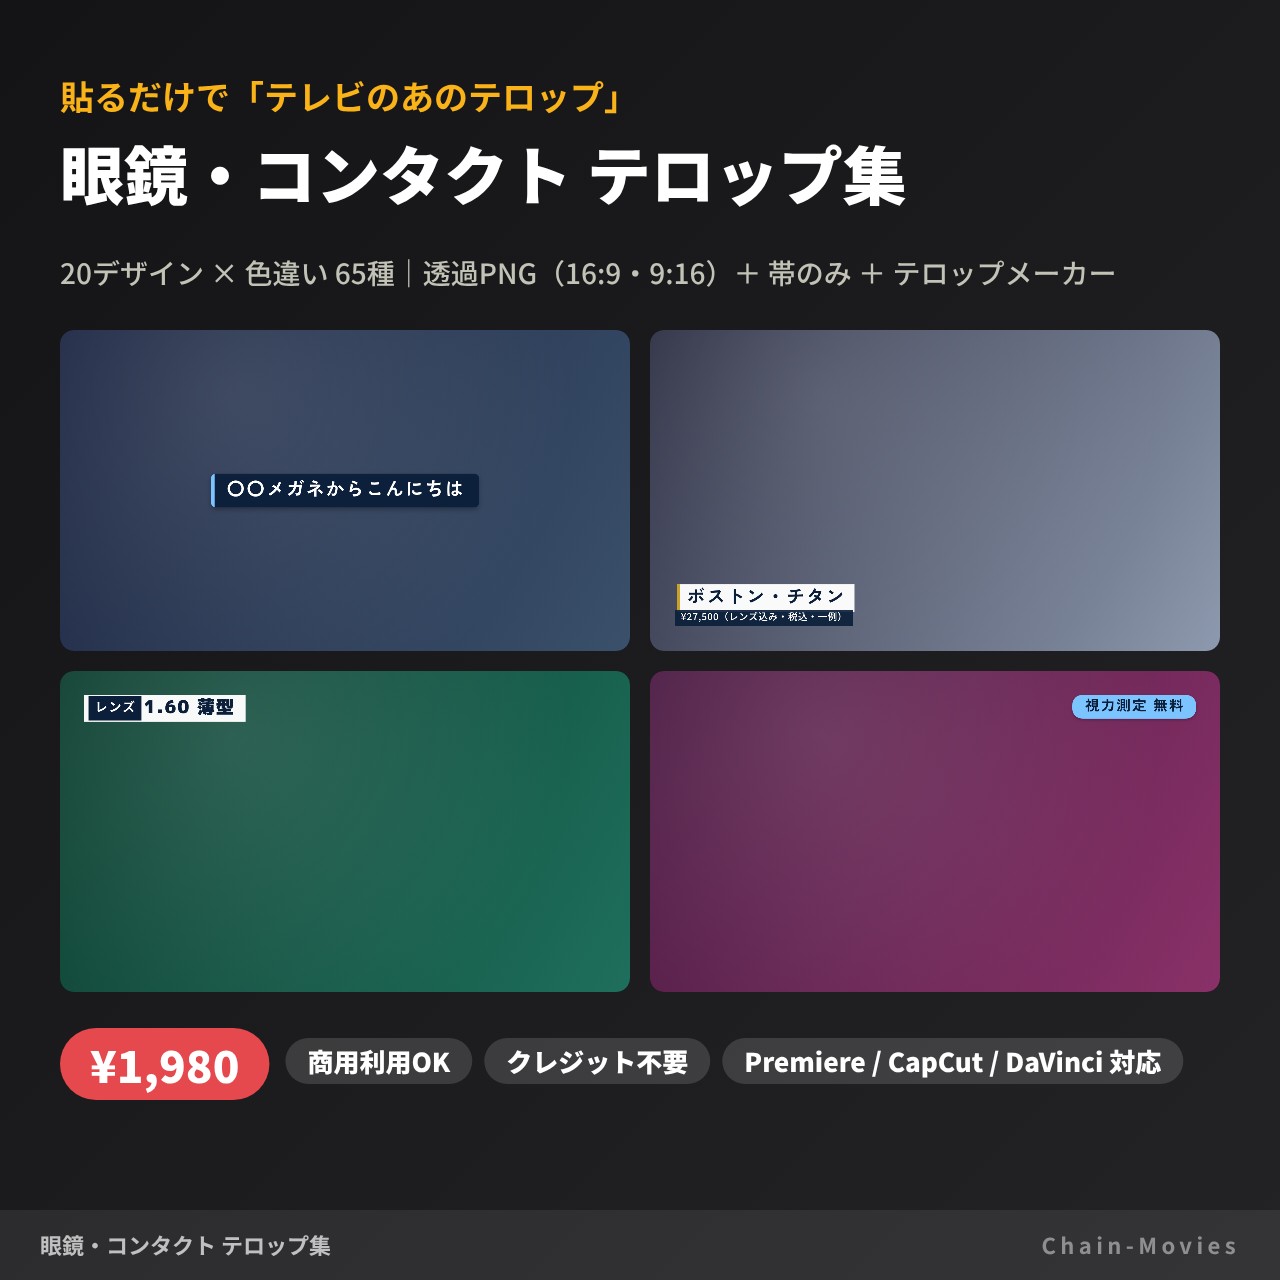 貼るだけで「テレビのあのテロップ」
眼鏡・コンタクト テロップ集
20デザイン × 色違い 65種｜透過PNG（16:9・9:16）＋ 帯のみ ＋ テロップメーカー
〇〇メガネからこんにちは
ボストン・チタン
¥27,500（レンズ込み・税込・一例）
レンズ 1.60 薄型
視力測定 無料
¥1,980 商用利用OK クレジット不要 Premiere / CapCut / DaVinci 対応
眼鏡・コンタクト テロップ集
Chain-Movies